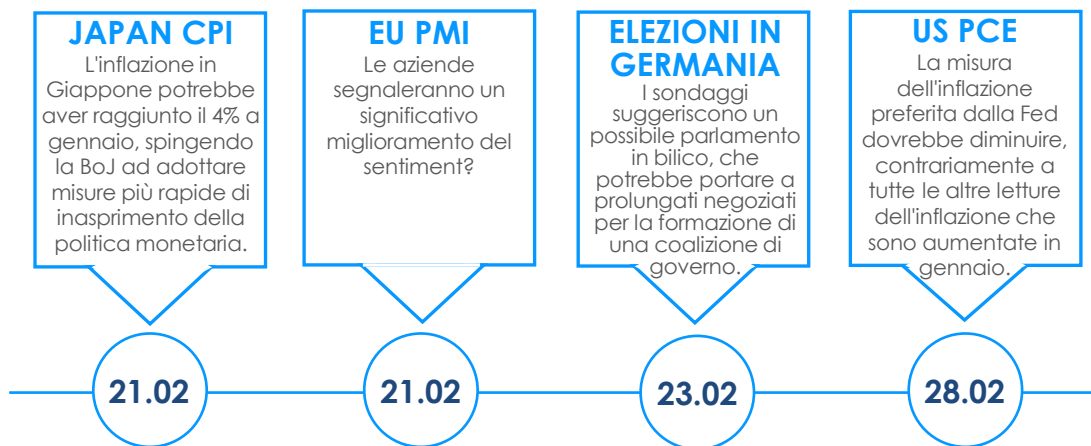 JAPAN CPI
L'inflazione in
Giappone potrebbe
aver raggiunto il 4% a
gennaio, spingendo
la BoJ ad adottare
misure più rapide di
inasprimento della
politica monetaria.
EU PMI
Le aziende
segnaleranno un
significativo
miglioramento del
sentiment?
ELEZIONI IN
GERMANIA
I sondaggi
suggeriscono un
possibile parlamento
in bilico, che
potrebbe portare a
prolungati negoziati
per la formazione di
una coalizione di
governo.
US PCE
La misura
dell'inflazione
preferita dalla Fed
dovrebbe diminuire,
contrariamente a
tutte le altre letture
dell'inflazione che
sono aumentate in
gennaio.
21.02
21.02
23.02
28.02